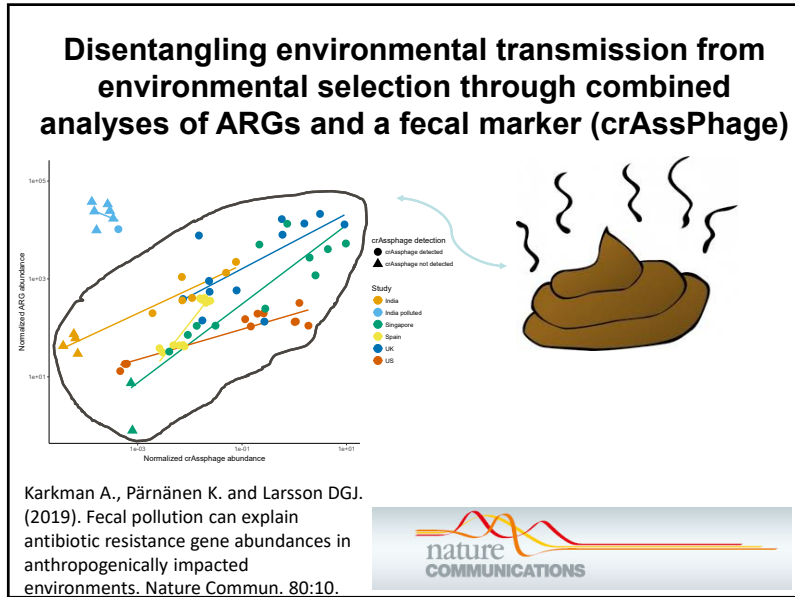 Disentangling environmental transmission from
environmental selection through combined
analyses of ARGs and a fecal marker (crAssPhage)
1e+05
1e+03
1e+01
Normalized ARG abundance
1e-03
1e-01
1e+01
Normalized crAssphage abundance
crAssphage detection
crAssphage detected
crAssphage not detected
Study
India
India polluted
Singapore
Spain
UK
US
Karkman A., Pärnänen K. and Larsson DGJ.
(2019). Fecal pollution can explain
antibiotic resistance gene abundances in
anthropogenically impacted
environments. Nature Commun. 80:10.
nature
COMMUNICATIONS